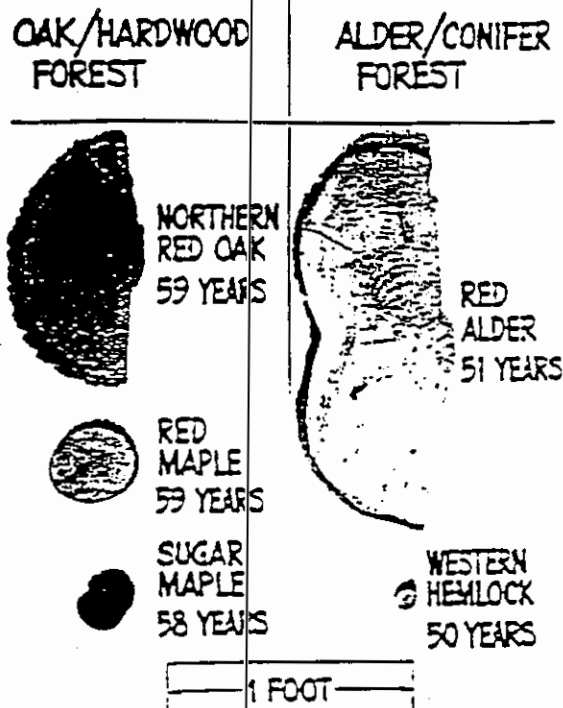 OAK/HARDWOOD
FOREST
ALDER/CONIFER
FOREST
NORTHERN
RED OAK
59 YEARS
RED
ALDER
51 YEARS
RED
MAPLE
59 YEARS
SUGAR
MAPLE
58 YEARS
WESTERN
HEMLOCK
50 YEARS
1 FOOT